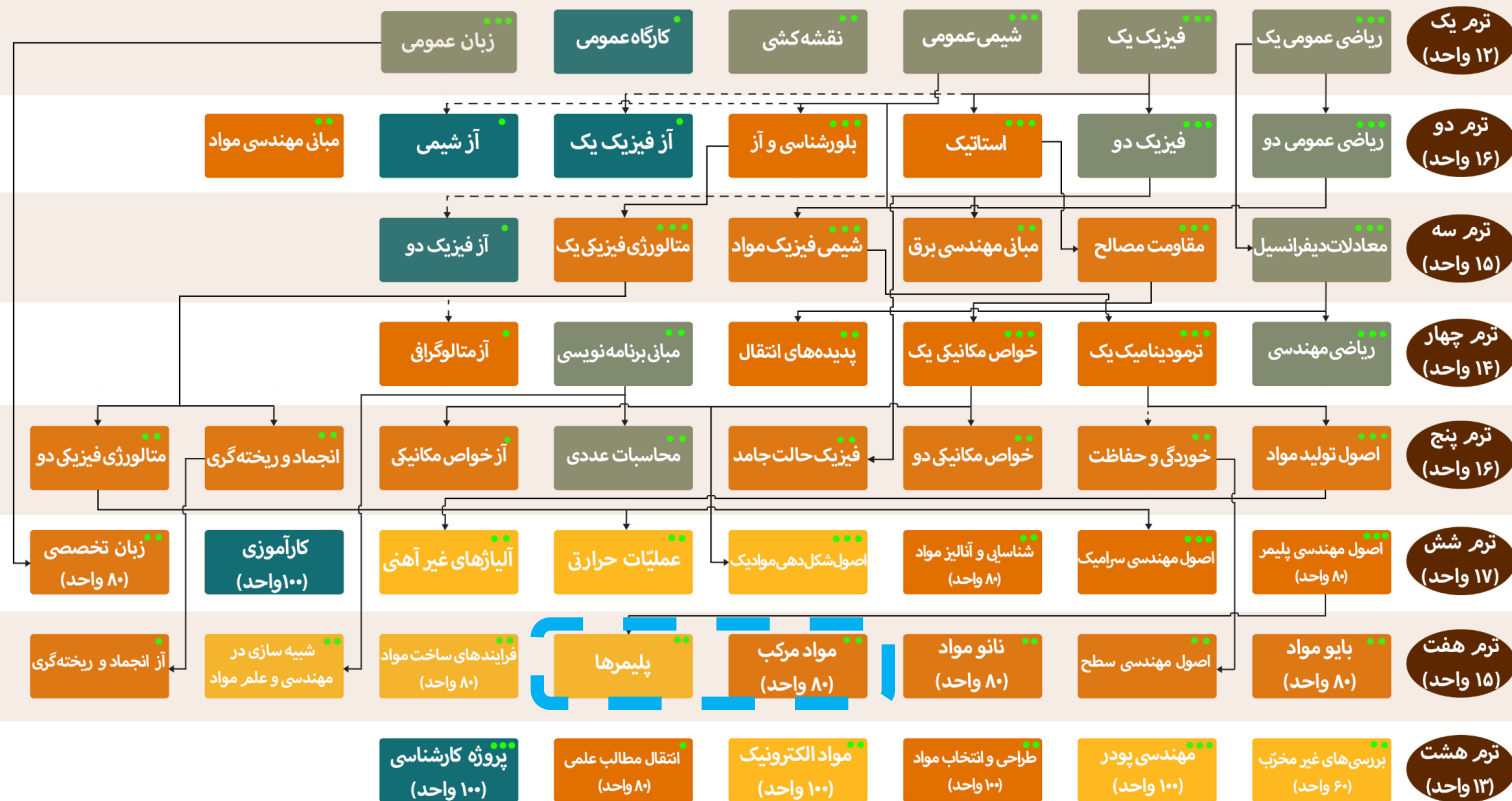 ترم یک
(۱۲ واحد)
ریاضی عمومی یک
فیزیک یک
شیمی عمومی
نقشه کشی
کارگاه عمومی
زبان عمومی
ترم دو
(۱۶ واحد)
ریاضی عمومی دو
فیزیک دو
استاتیک
بلورشناسی و آز
آز فیزیک یک
آز شیمی
مبانی مهندسی مواد
ترم سه
(۱۵ واحد)
معادلات دیفرانسیل
مقاومت مصالح
مبانی مهندسی برق
شیمی فیزیک مواد
متالورژی فیزیکی یک
آز فیزیک دو
ترم چهار
(۱۴ واحد)
ریاضی مهندسی
ترمودینامیک یک
خواص مکانیکی یک
پدیده‌های انتقال
مبانی برنامه نویسی
آز متالوگرافی
ترم پنج
(۱۶ واحد)
اصول تولید مواد
خوردگی و حفاظت
خواص مکانیکی دو
فیزیک حالت جامد
محاسبات عددی
آز خواص مکانیکی
انجماد و ریخته گری
متالورژی فیزیکی دو
ترم شش
(۱۷ واحد)
اصول مهندسی پلیمر
(۸۰ واحد)
اصول مهندسی سرامیک
شناسایی و آنالیز مواد
(۸۰ واحد)
اصول شکل دهی مواد یک
عملیّات حرارتی
آلیاژهای غیر آهنی
کارآموزی
(۱۰۰واحد)
زبان تخصصی
(۸۰ واحد)
ترم هفت
(۱۵ واحد)
بایو مواد
(۸۰ واحد)
اصول مهندسی سطح
نانو مواد
(۸۰ واحد)
مواد مرکب
(۸۰ واحد)
پلیمرها
فرایندهای ساخت مواد
(۸۰ واحد)
شبیه سازی در
مهندسی و علم مواد
آز انجماد و ریخته‌گری
ترم هشت
(۱۳ واحد)
بررسی‌های غیر مخرّب
(۶۰ واحد)
مهندسی پودر
(۱۰۰ واحد)
طراحی و انتخاب مواد
(۱۰۰ واحد)
مواد الکترونیک
(۱۰۰ واحد)
انتقال مطالب علمی
(۸۰ واحد)
پروژه کارشناسی
(۱۰۰ واحد)